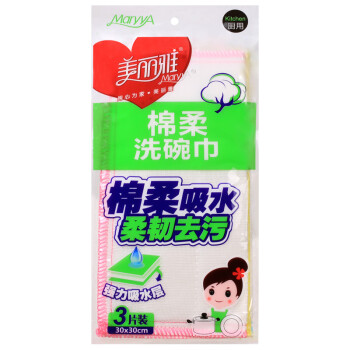 MaryyA
Kitchen
厨用
美丽雅®
Maryya
棉柔
洗碗巾
棉柔吸水
柔韧去污
强力吸水层
3片装
30x30cm